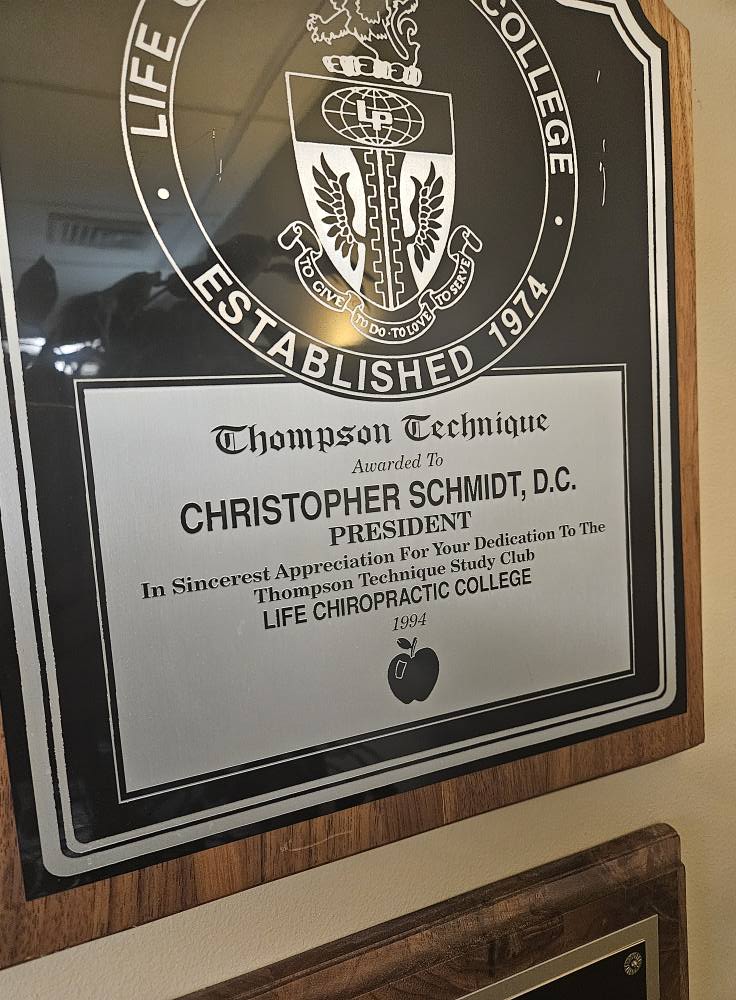 LIFE C
COLLEGE
LP
TO GIVE · TO DO · TO LOVE · TO SERVE
ESTABLISHED 1974
Thompson Technique
Awarded To
CHRISTOPHER SCHMIDT, D.C.
PRESIDENT
In Sincerest Appreciation For Your Dedication To The
Thompson Technique Study Club
LIFE CHIROPRACTIC COLLEGE
1994